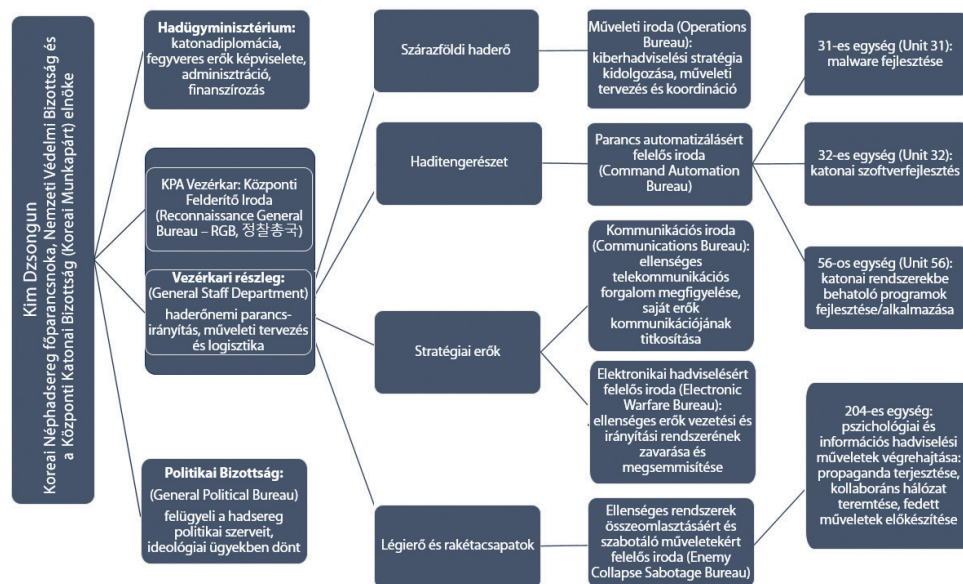 Kim Dzsongun
Koreai Néphadsereg főparancsnoka, Nemzeti Védelmi Bizottság és
a Központi Katonai Bizottság (Koreai Munkapárt) elnöke
Hadügyminisztérium:
katonadiplomácia,
fegyveres erők képviselete,
adminisztráció,
finanszírozás
KPA Vezérkar: Központi
Felderítő Iroda
(Reconnaissance General
Bureau – RGB, 정찰총국)
Vezérkari részleg:
(General Staff Department)
haderőnemi parancs-
irányítás, műveleti tervezés
és logisztika
Politikai Bizottság:
(General Political Bureau)
felügyeli a hadsereg
politikai szerveit,
ideológiai ügyekben dönt
Szárazföldi haderő
Haditengerészet
Stratégiai erők
Légierő és rakétacsapatok
Műveleti iroda (Operations
Bureau):
kiberhadviselési stratégia
kidolgozása, műveleti
tervezés és koordináció
Parancs automatizálásért
felelős iroda
(Command Automation
Bureau)
Kommunikációs iroda
(Communications Bureau):
ellenséges
telekommunikációs
forgalom megfigyelése,
saját erők
kommunikációjának
titkosítása
Elektronikai hadviselésért
felelős iroda (Electronic
Warfare Bureau):
ellenséges erők vezetési és
irányítási rendszerének
zavarása és
megsemmisítése
Ellenséges rendszerek
összeomlasztásáért és
szabotáló műveletekért
felelős iroda (Enemy
Collapse Sabotage Bureau)
31-es egység (Unit 31):
malware fejlesztése
32-es egység (Unit 32):
katonai szoftverfejlesztés
56-os egység (Unit 56):
katonai rendszerekbe
behatoló programok
fejlesztése/alkalmazása
204-es egység:
pszichológiai és
információs hadviselési
műveletek végrehajtása:
propaganda terjesztése,
kollaboráns hálózat
teremtése, fedett
műveletek előkészítése